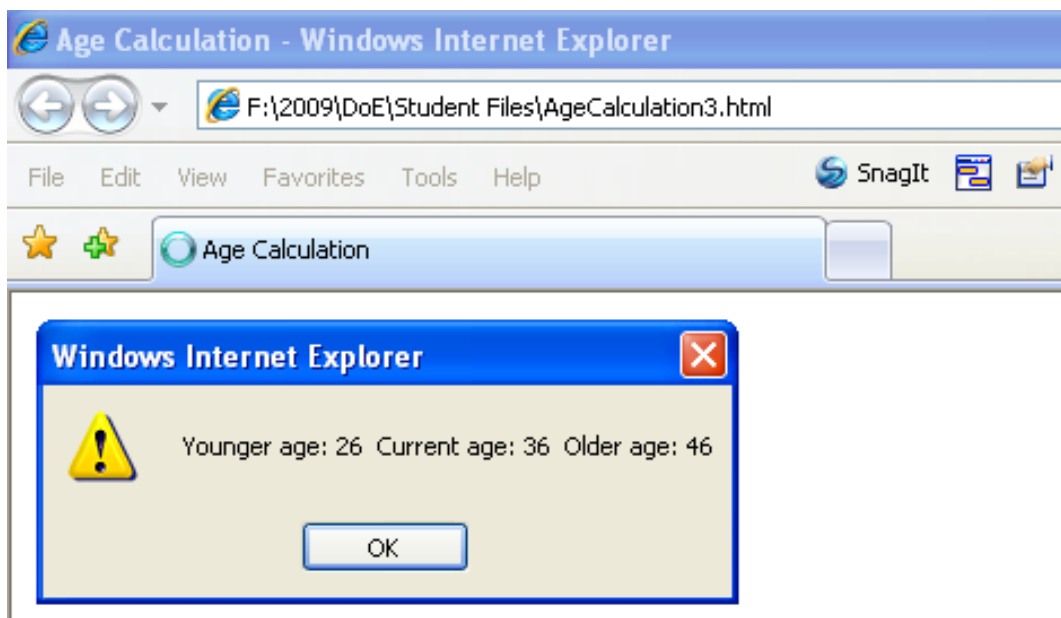 Age Calculation - Windows Internet Explorer
F:\2009\DoE\Student Files\AgeCalculation3.html
File Edit View Favorites Tools Help SnagIt
Age Calculation
Windows Internet Explorer
Younger age: 26 Current age: 36 Older age: 46
OK